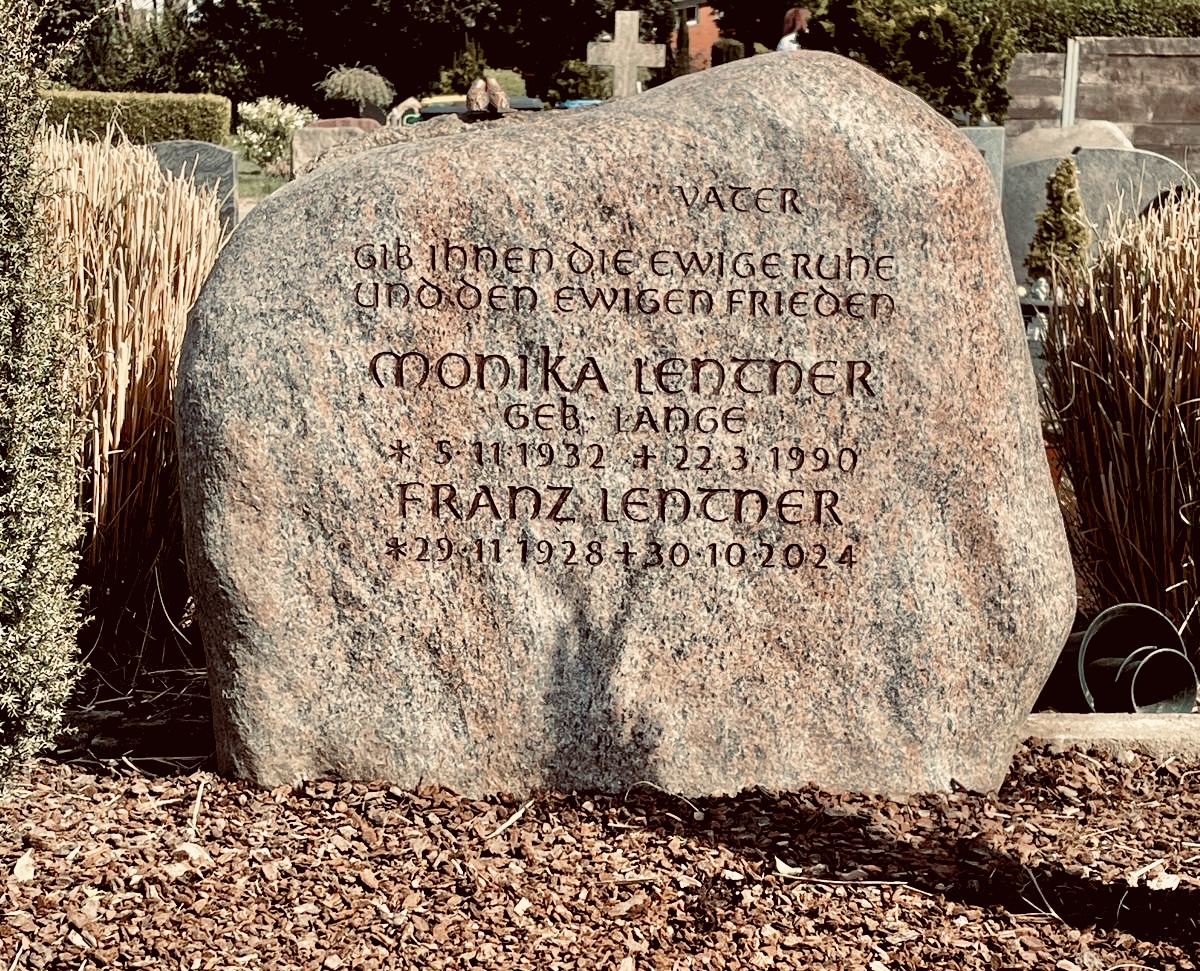 VATER
GIB IHNEN DIE EWIGE RUHE
UND DEN EWIGEN FRIEDEN
MONIKA LENTNER
GEB. LANGE
* 5·11·1932 + 22·3·1990
FRANZ LENTNER
*29·11·1928 +30·10·2024